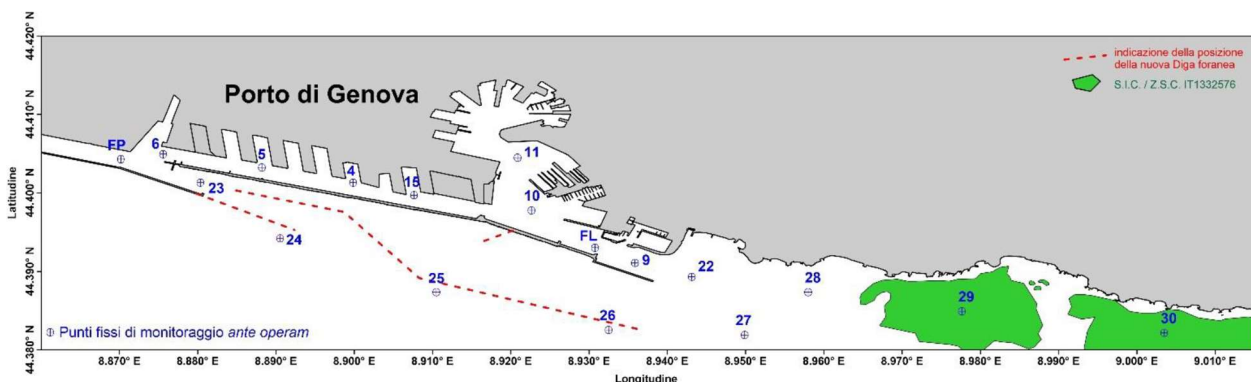 44.420° N
44.410° N
44.400° N
44.390° N
44.380° N
Latitudine
Porto di Genova
indicazione della posizione
della nuova Diga foranea
S.I.C. / Z.S.C. IT1332576
FP
6
5
4
15
11
10
23
24
25
26
FL
9
22
28
27
29
30
Punti fissi di monitoraggio ante operam
8.870° E
8.880° E
8.890° E
8.900° E
8.910° E
8.920° E
8.930° E
8.940° E
8.950° E
8.960° E
8.970° E
8.980° E
8.990° E
9.000° E
9.010° E
Longitudine